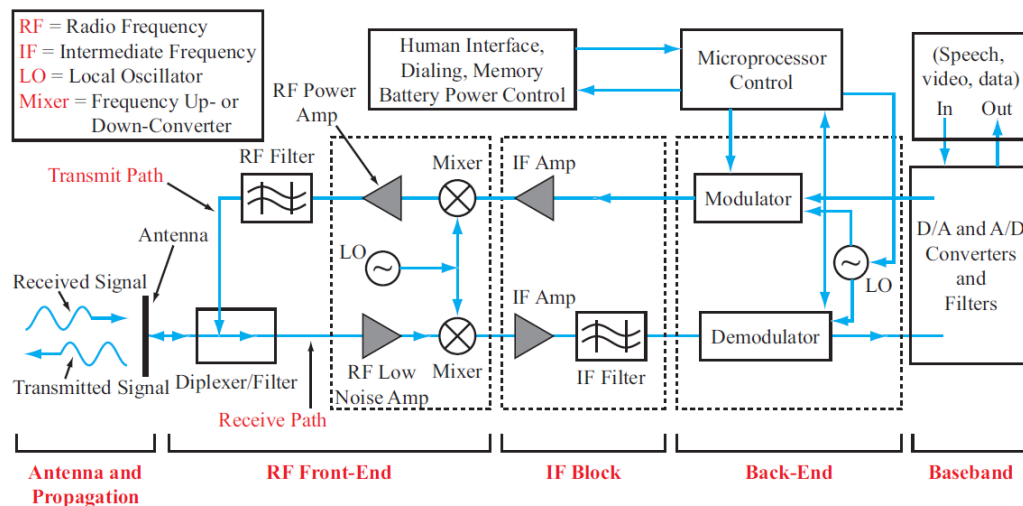 RF = Radio Frequency
IF = Intermediate Frequency
LO = Local Oscillator
Mixer = Frequency Up- or
Down-Converter
Human Interface,
Dialing, Memory
Battery Power Control
Microprocessor
Control
(Speech,
video, data)
In Out
RF Power
Amp
RF Filter
Mixer
IF Amp
Transmit Path
Modulator
Antenna
LO
LO
D/A and A/D
Converters
and
Filters
Received Signal
IF Amp
Demodulator
Transmitted Signal
Diplexer/Filter
RF Low
Noise Amp
Mixer
IF Filter
Receive Path
Antenna and
Propagation
RF Front-End
IF Block
Back-End
Baseband